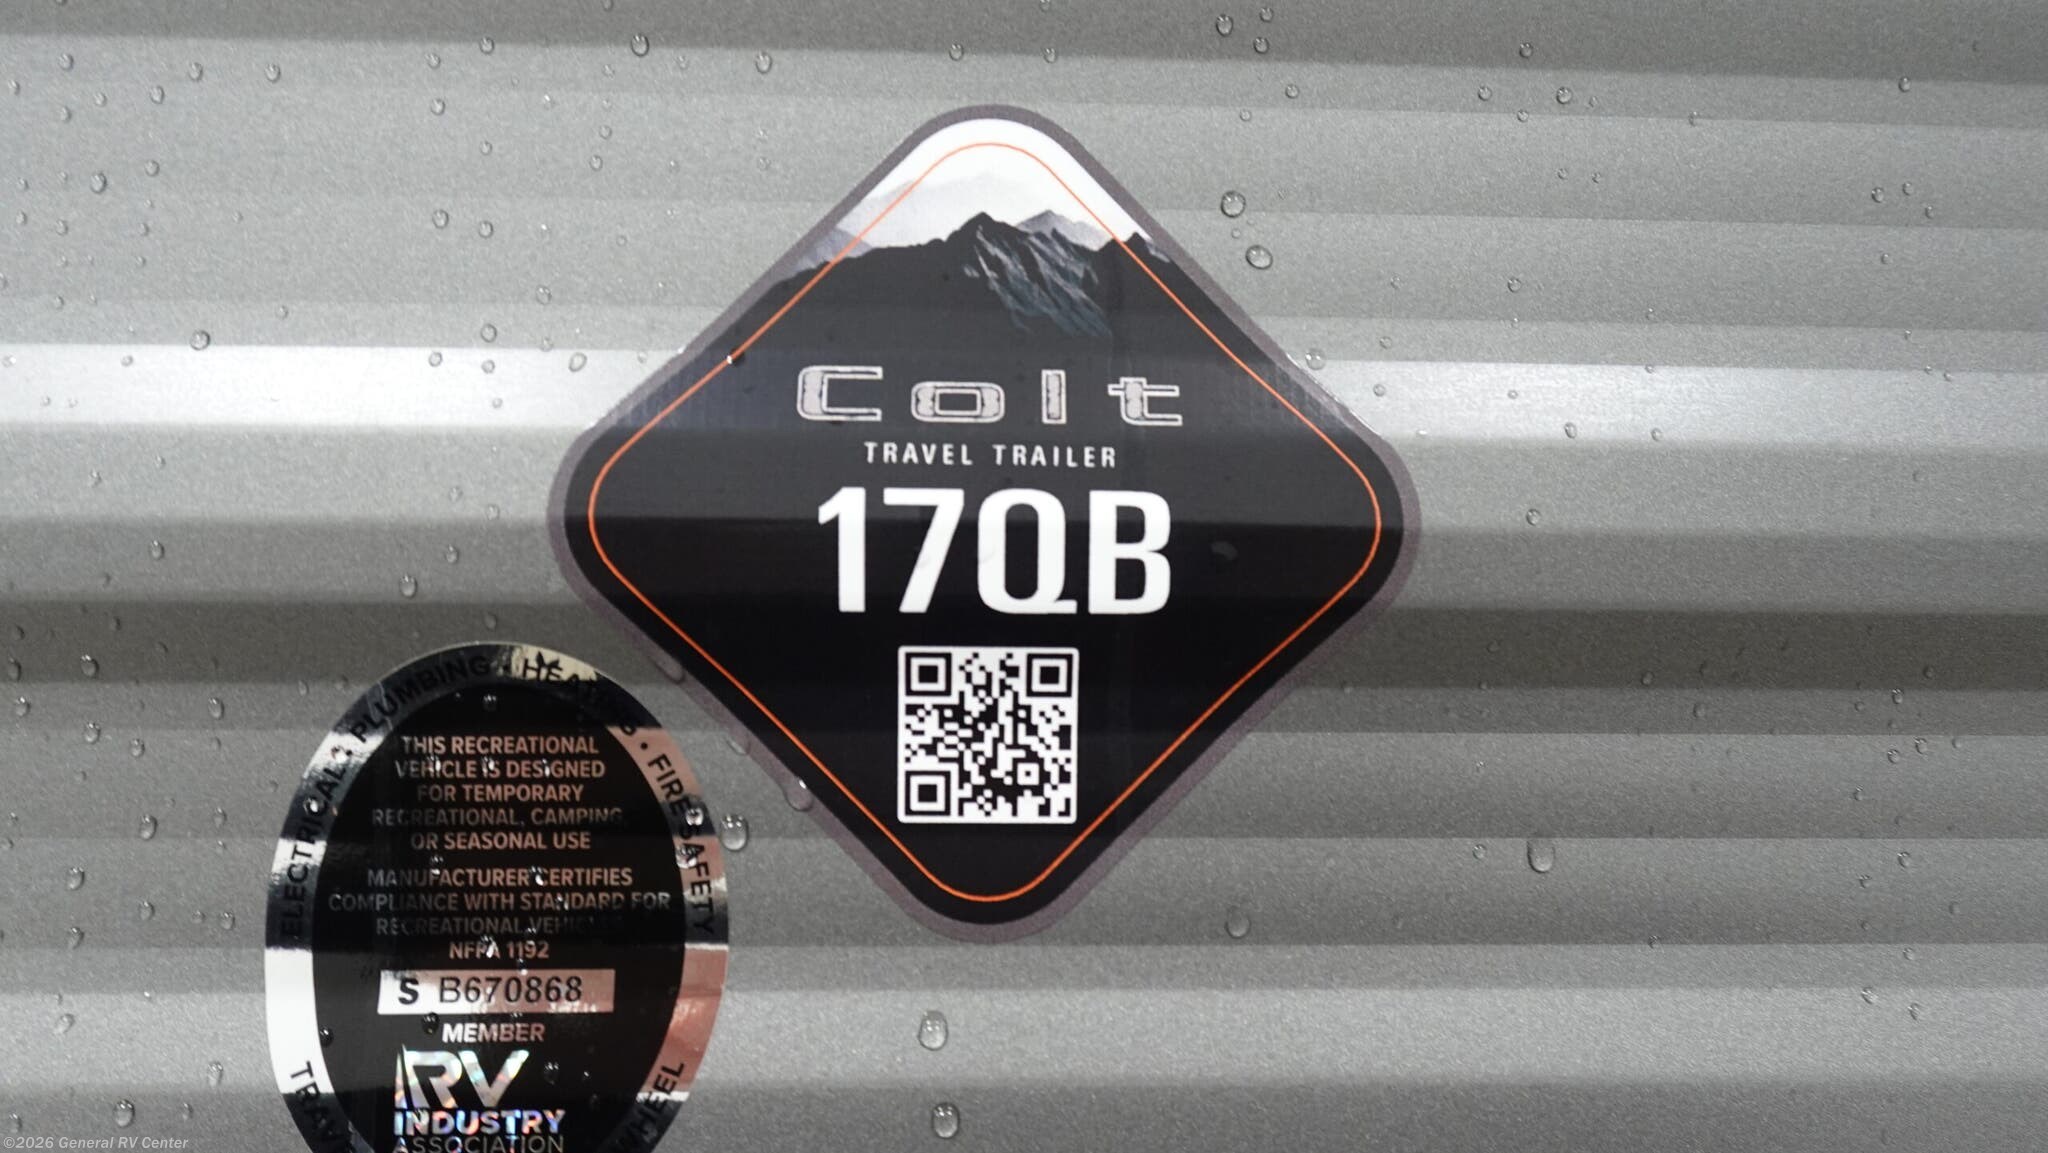 Colt
TRAVEL TRAILER
17QB
ELECTRICAL • PLUMBING • HEATING • FIRE SAFETY
THIS RECREATIONAL
VEHICLE IS DESIGNED
FOR TEMPORARY
RECREATIONAL, CAMPING,
OR SEASONAL USE
MANUFACTURER CERTIFIES
COMPLIANCE WITH STANDARD FOR
RECREATIONAL VEHICLES
NFPA 1192
S B670868
MEMBER
RV
INDUSTRY
ASSOCIATION
©2026 General RV Center